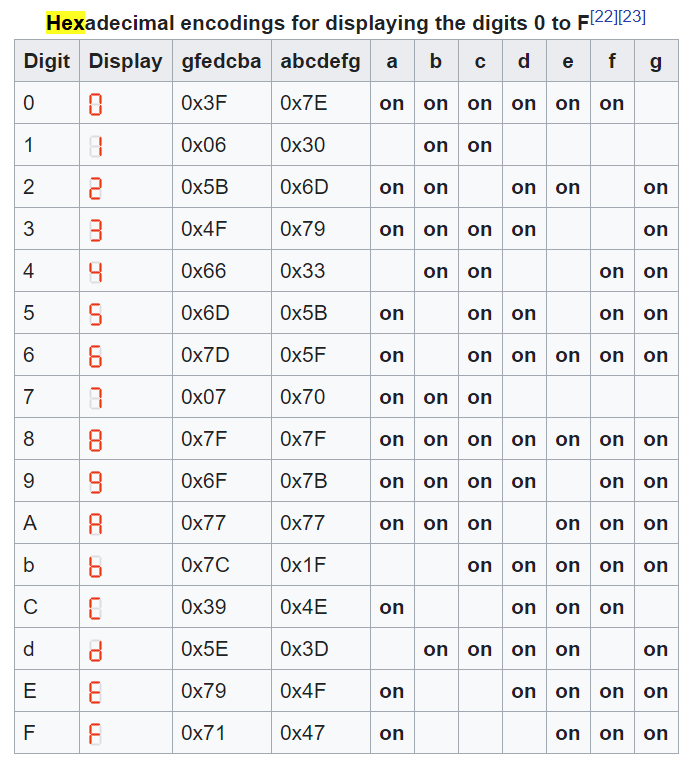 Hexadecimal encodings for displaying the digits 0 to F[22][23]
Digit Display gfedcba abcdefg a b c d e f g
0 0 0x3F 0x7E on on on on on on
1 1 0x06 0x30 on on
2 2 0x5B 0x6D on on on on on
3 3 0x4F 0x79 on on on on on
4 4 0x66 0x33 on on on on
5 5 0x6D 0x5B on on on on on
6 6 0x7D 0x5F on on on on on on
7 7 0x07 0x70 on on on
8 8 0x7F 0x7F on on on on on on on
9 9 0x6F 0x7B on on on on on on
A A 0x77 0x77 on on on on on on
b b 0x7C 0x1F on on on on on
C C 0x39 0x4E on on on on
d d 0x5E 0x3D on on on on on
E E 0x79 0x4F on on on on on
F F 0x71 0x47 on on on on